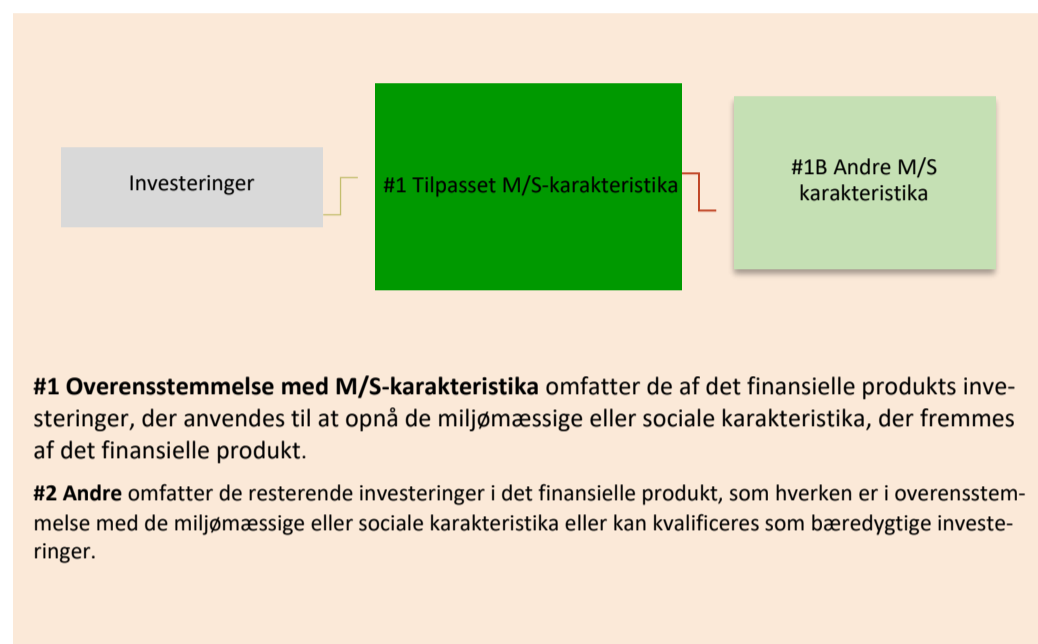 Investeringer
#1 Tilpasset M/S-karakteristika
#1B Andre M/S
karakteristika
#1 Overensstemmelse med M/S-karakteristika omfatter de af det finansielle produkts inve-
steringer, der anvendes til at opnå de miljømæssige eller sociale karakteristika, der fremmes
af det finansielle produkt.
#2 Andre omfatter de resterende investeringer i det finansielle produkt, som hverken er i overensstem-
melse med de miljømæssige eller sociale karakteristika eller kan kvalificeres som bæredygtige investe-
ringer.